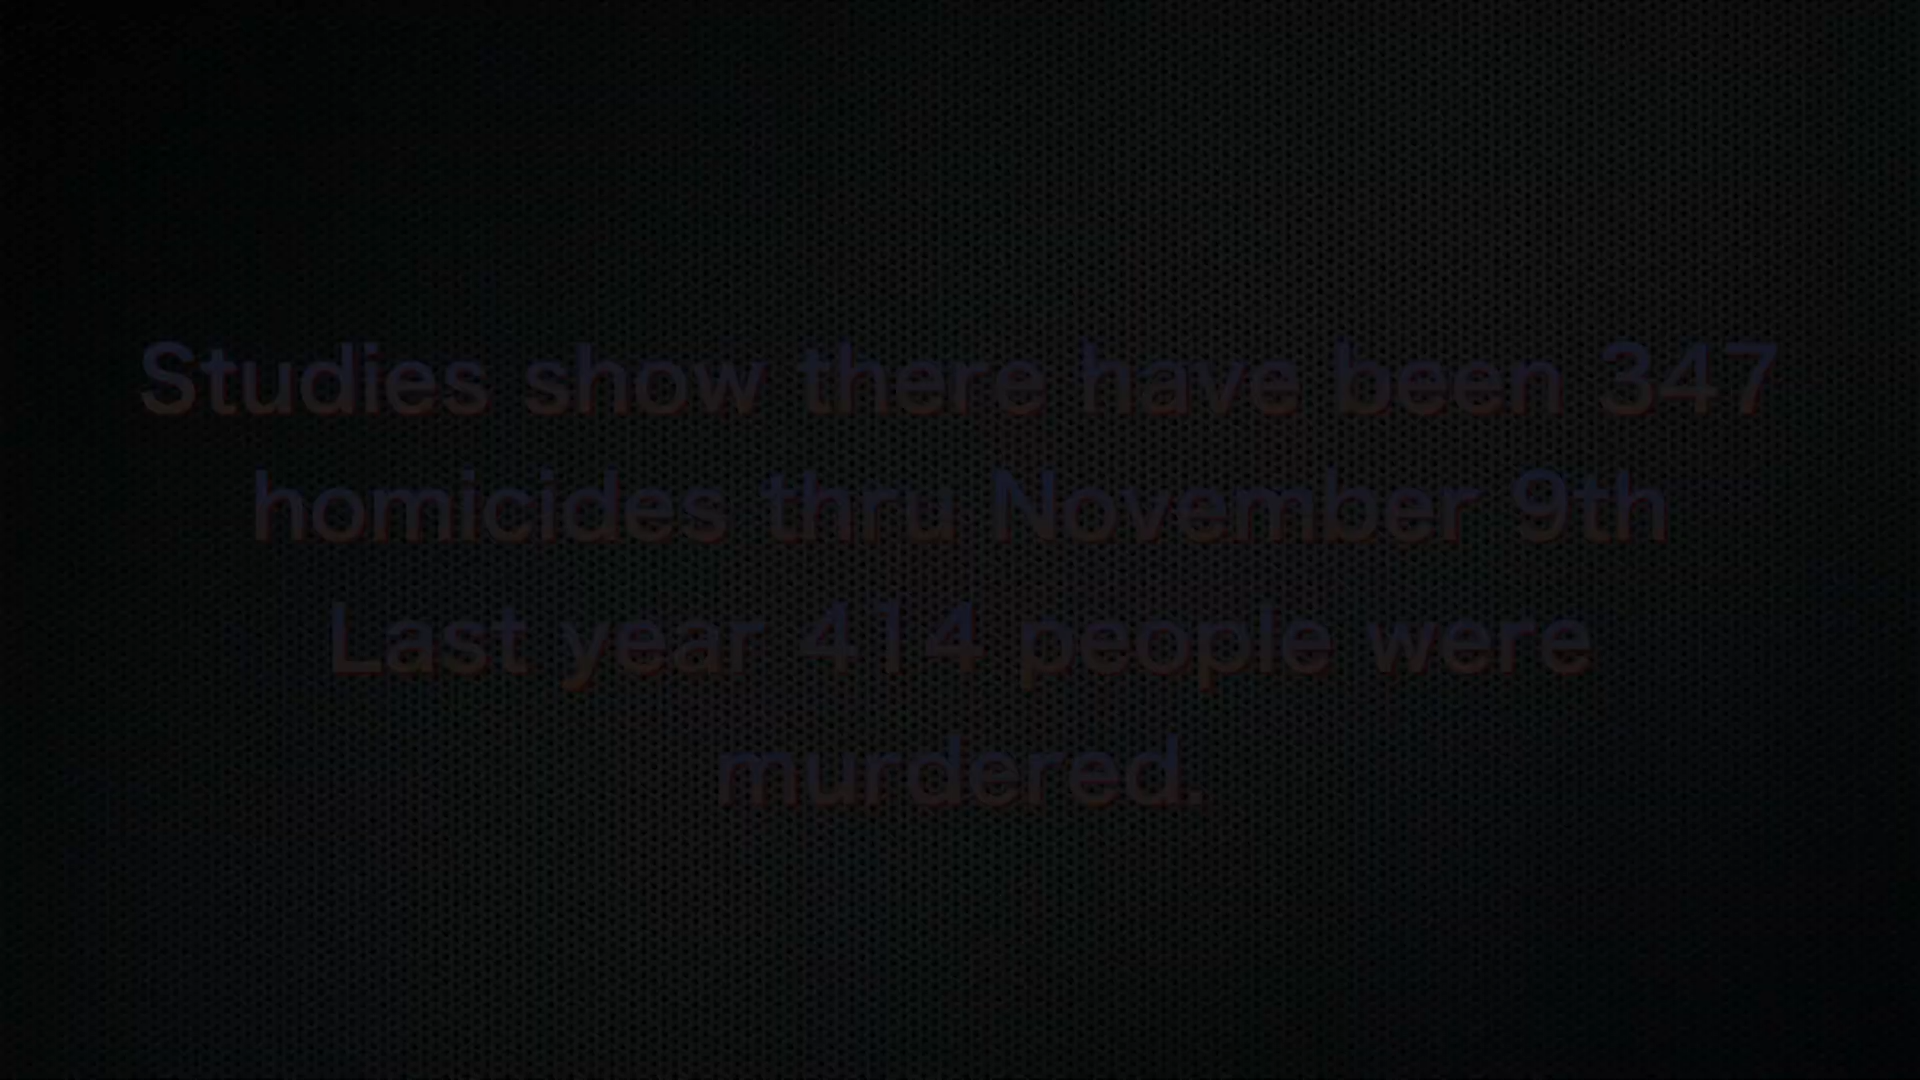 Studies show there have been 347
homicides thru November 9th
Last year 414 people were
murdered.